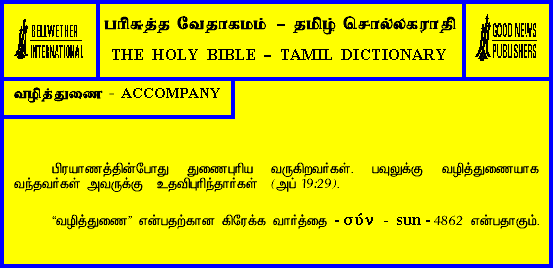 BELLWETHER
INTERNATIONAL
பரிசுத்த வேதாகமம் – தமிழ் சொல்லகராதி
THE HOLY BIBLE – TAMIL DICTIONARY
GOOD NEWS
PUBLISHERS
வழித்துணை - ACCOMPANY
பிரயாணத்தின்போது துணைபுரிய வருகிறவர்கள். பவுலுக்கு வழித்துணையாக
வந்தவர்கள் அவருக்கு உதவிபுரிந்தார்கள் (அப் 19:29).
“வழித்துணை” என்பதற்கான கிரேக்க வார்த்தை - σύν - sun - 4862 என்பதாகும்.